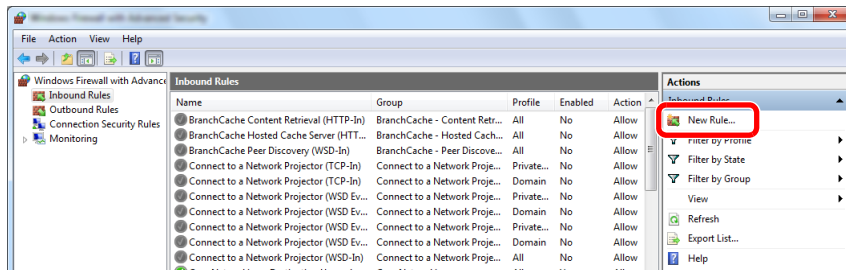 File Action View Help
Windows Firewall with Advance
Inbound Rules
Outbound Rules
Connection Security Rules
Monitoring
Inbound Rules
Name Group Profile Enabled Action
BranchCache Content Retrieval (HTTP-In) BranchCache - Content Retr... All No Allow
BranchCache Hosted Cache Server (HTT... BranchCache - Hosted Cach... All No Allow
BranchCache Peer Discovery (WSD-In) BranchCache - Peer Discove... All No Allow
Connect to a Network Projector (TCP-In) Connect to a Network Proje... Private... No Allow
Connect to a Network Projector (TCP-In) Connect to a Network Proje... Domain No Allow
Connect to a Network Projector (WSD Ev... Connect to a Network Proje... Private... No Allow
Connect to a Network Projector (WSD Ev... Connect to a Network Proje... Domain No Allow
Connect to a Network Projector (WSD Ev... Connect to a Network Proje... Private... No Allow
Connect to a Network Projector (WSD Ev... Connect to a Network Proje... Domain No Allow
Connect to a Network Projector (WSD-In) Connect to a Network Proje... All No Allow
Actions
Inbound Rules
New Rule...
Filter by Profile
Filter by State
Filter by Group
View
Refresh
Export List...
Help